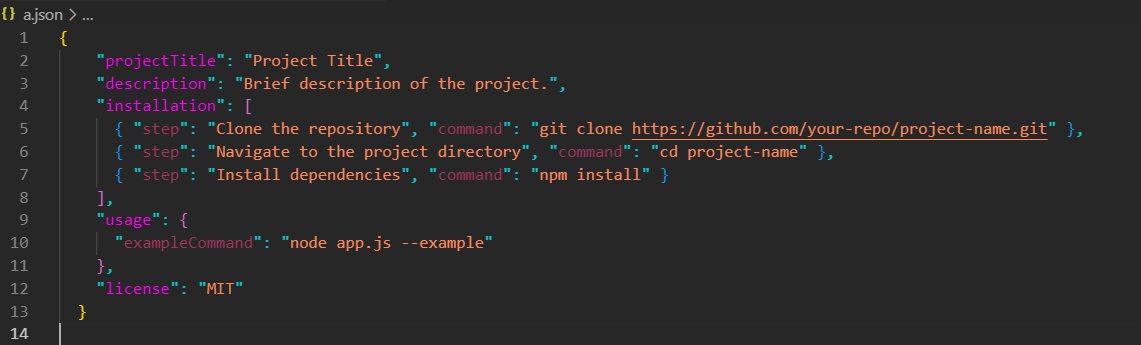 {} a.json > ...
1 {
2     "projectTitle": "Project Title",
3     "description": "Brief description of the project.",
4     "installation": [
5       { "step": "Clone the repository", "command": "git clone https://github.com/your-repo/project-name.git" },
6       { "step": "Navigate to the project directory", "command": "cd project-name" },
7       { "step": "Install dependencies", "command": "npm install" }
8     ],
9     "usage": {
10       "exampleCommand": "node app.js --example"
11     },
12     "license": "MIT"
13   }
14